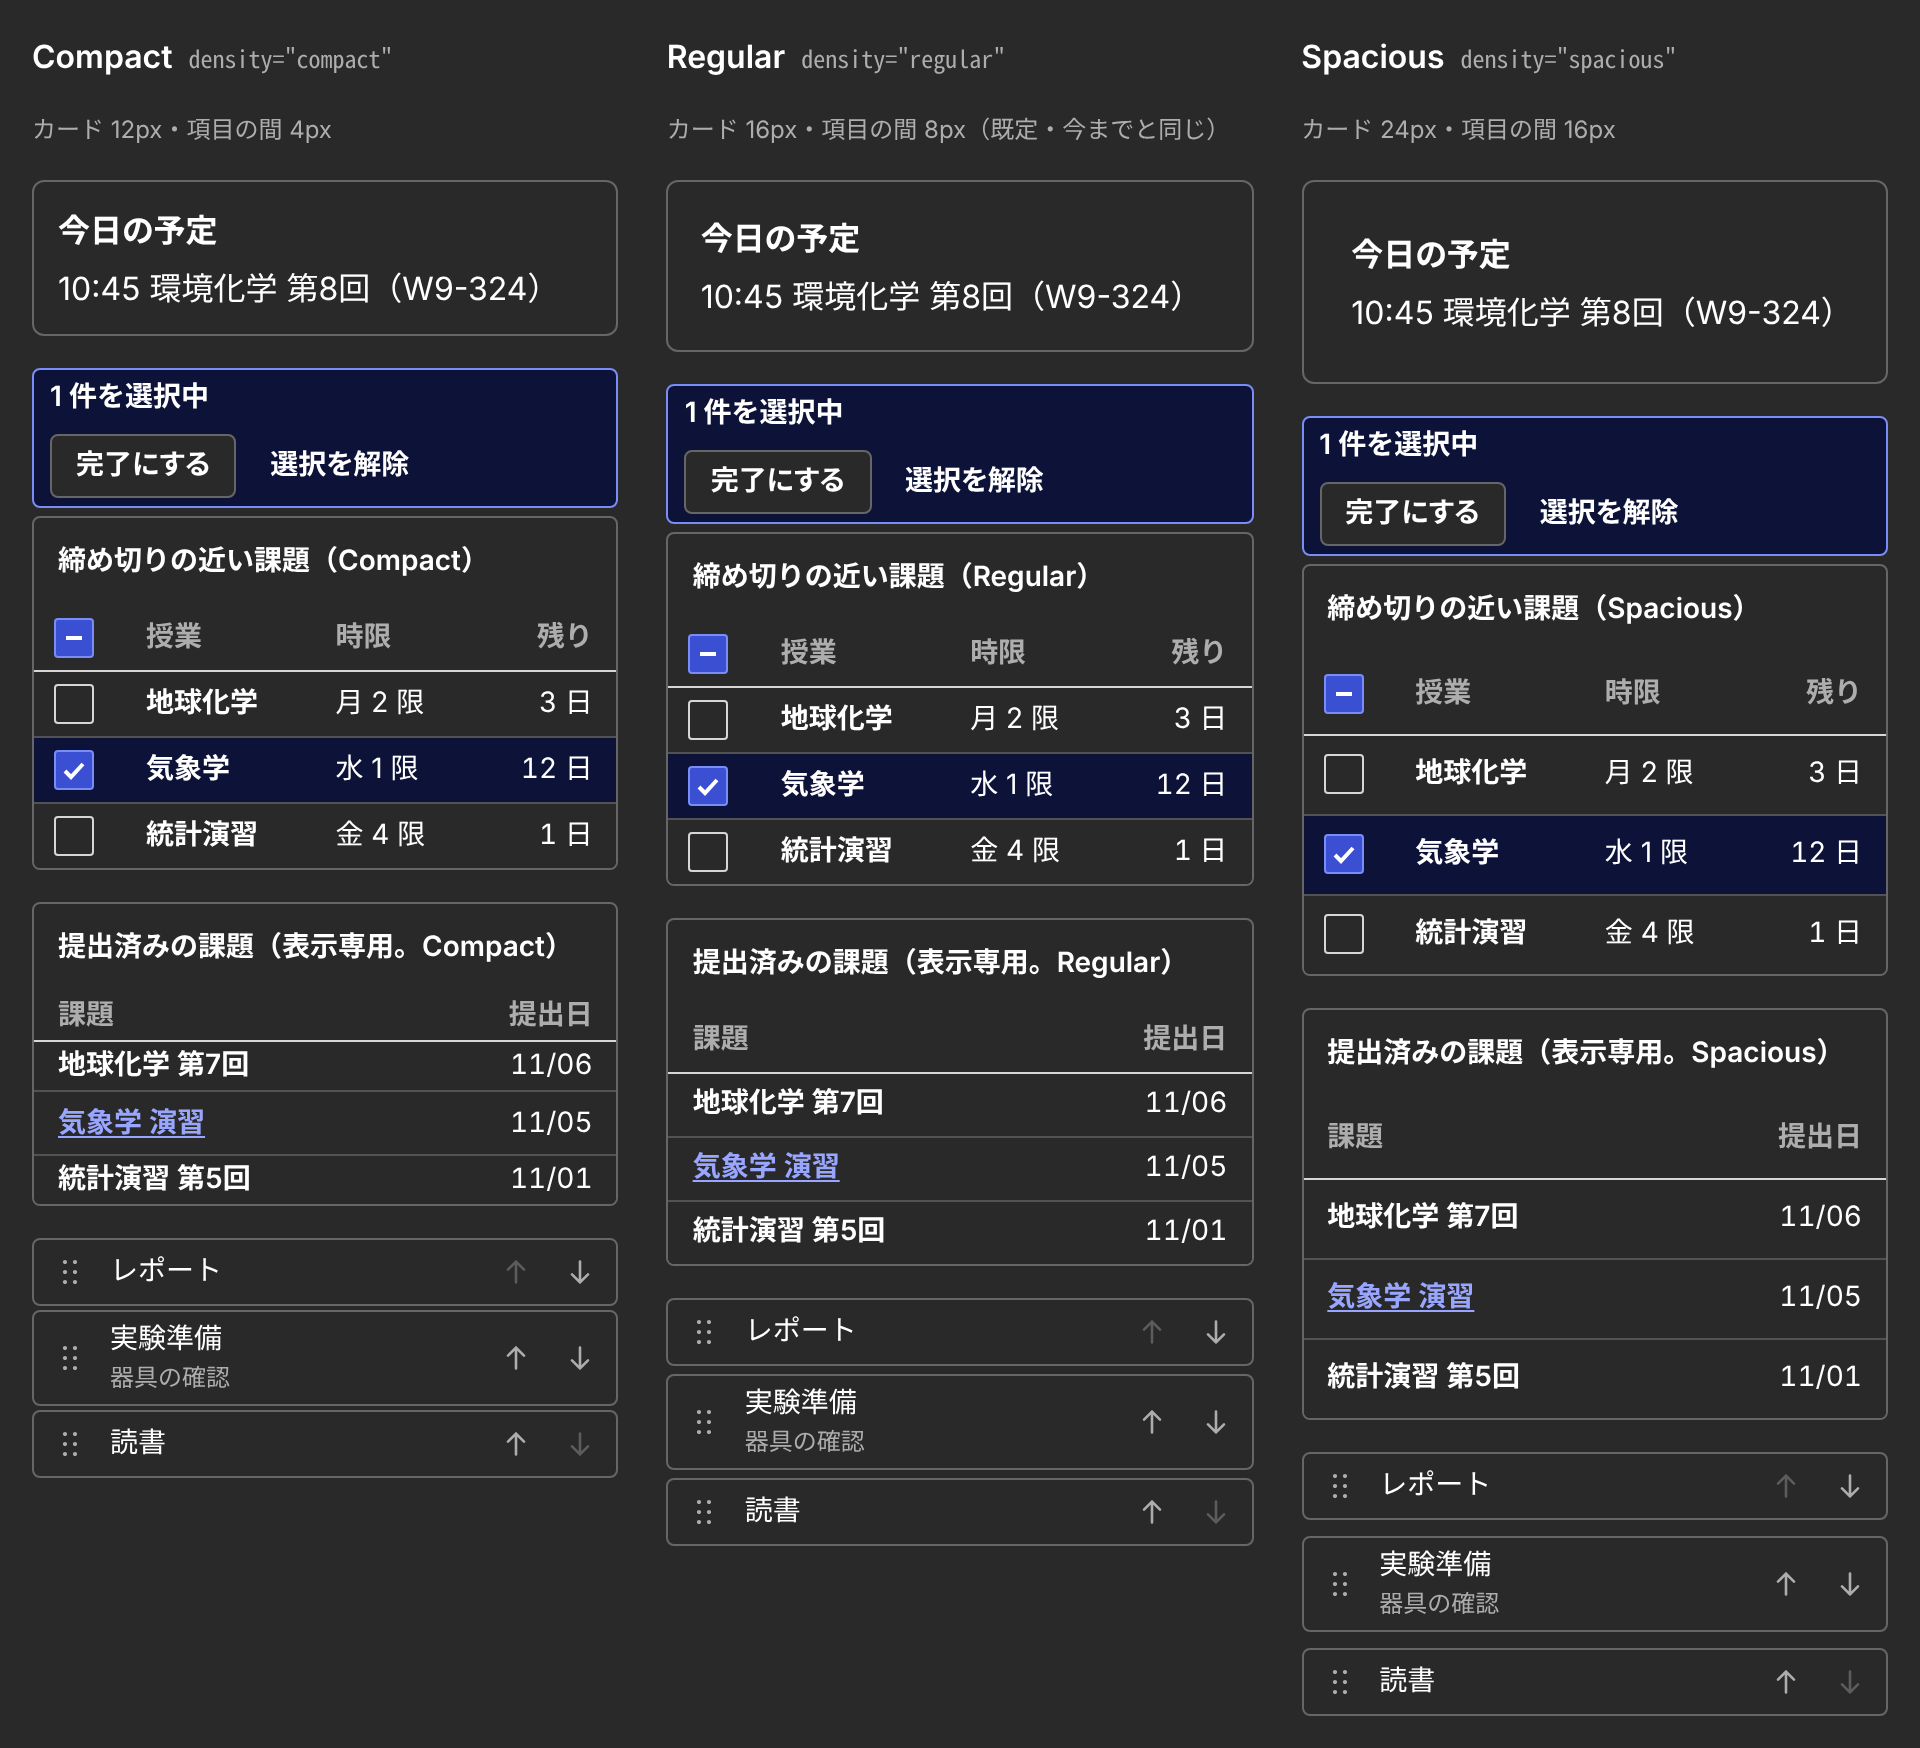 Compact density="compact"
カード 12px・項目の間 4px
今日の予定
10:45 環境化学 第8回（W9-324）
1 件を選択中
完了にする 選択を解除
締め切りの近い課題（Compact）
授業 時限 残り
地球化学 月 2 限 3 日
気象学 水 1 限 12 日
統計演習 金 4 限 1 日
提出済みの課題（表示専用。Compact）
課題 提出日
地球化学 第7回 11/06
気象学 演習 11/05
統計演習 第5回 11/01
レポート ↑ ↓
実験準備 ↑ ↓
器具の確認
読書 ↑ ↓
Regular density="regular"
カード 16px・項目の間 8px（既定・今までと同じ）
今日の予定
10:45 環境化学 第8回（W9-324）
1 件を選択中
完了にする 選択を解除
締め切りの近い課題（Regular）
授業 時限 残り
地球化学 月 2 限 3 日
気象学 水 1 限 12 日
統計演習 金 4 限 1 日
提出済みの課題（表示専用。Regular）
課題 提出日
地球化学 第7回 11/06
気象学 演習 11/05
統計演習 第5回 11/01
レポート ↑ ↓
実験準備 ↑ ↓
器具の確認
読書 ↑ ↓
Spacious density="spacious"
カード 24px・項目の間 16px
今日の予定
10:45 環境化学 第8回（W9-324）
1 件を選択中
完了にする 選択を解除
締め切りの近い課題（Spacious）
授業 時限 残り
地球化学 月 2 限 3 日
気象学 水 1 限 12 日
統計演習 金 4 限 1 日
提出済みの課題（表示専用。Spacious）
課題 提出日
地球化学 第7回 11/06
気象学 演習 11/05
統計演習 第5回 11/01
レポート ↑ ↓
実験準備 ↑ ↓
器具の確認
読書 ↑ ↓